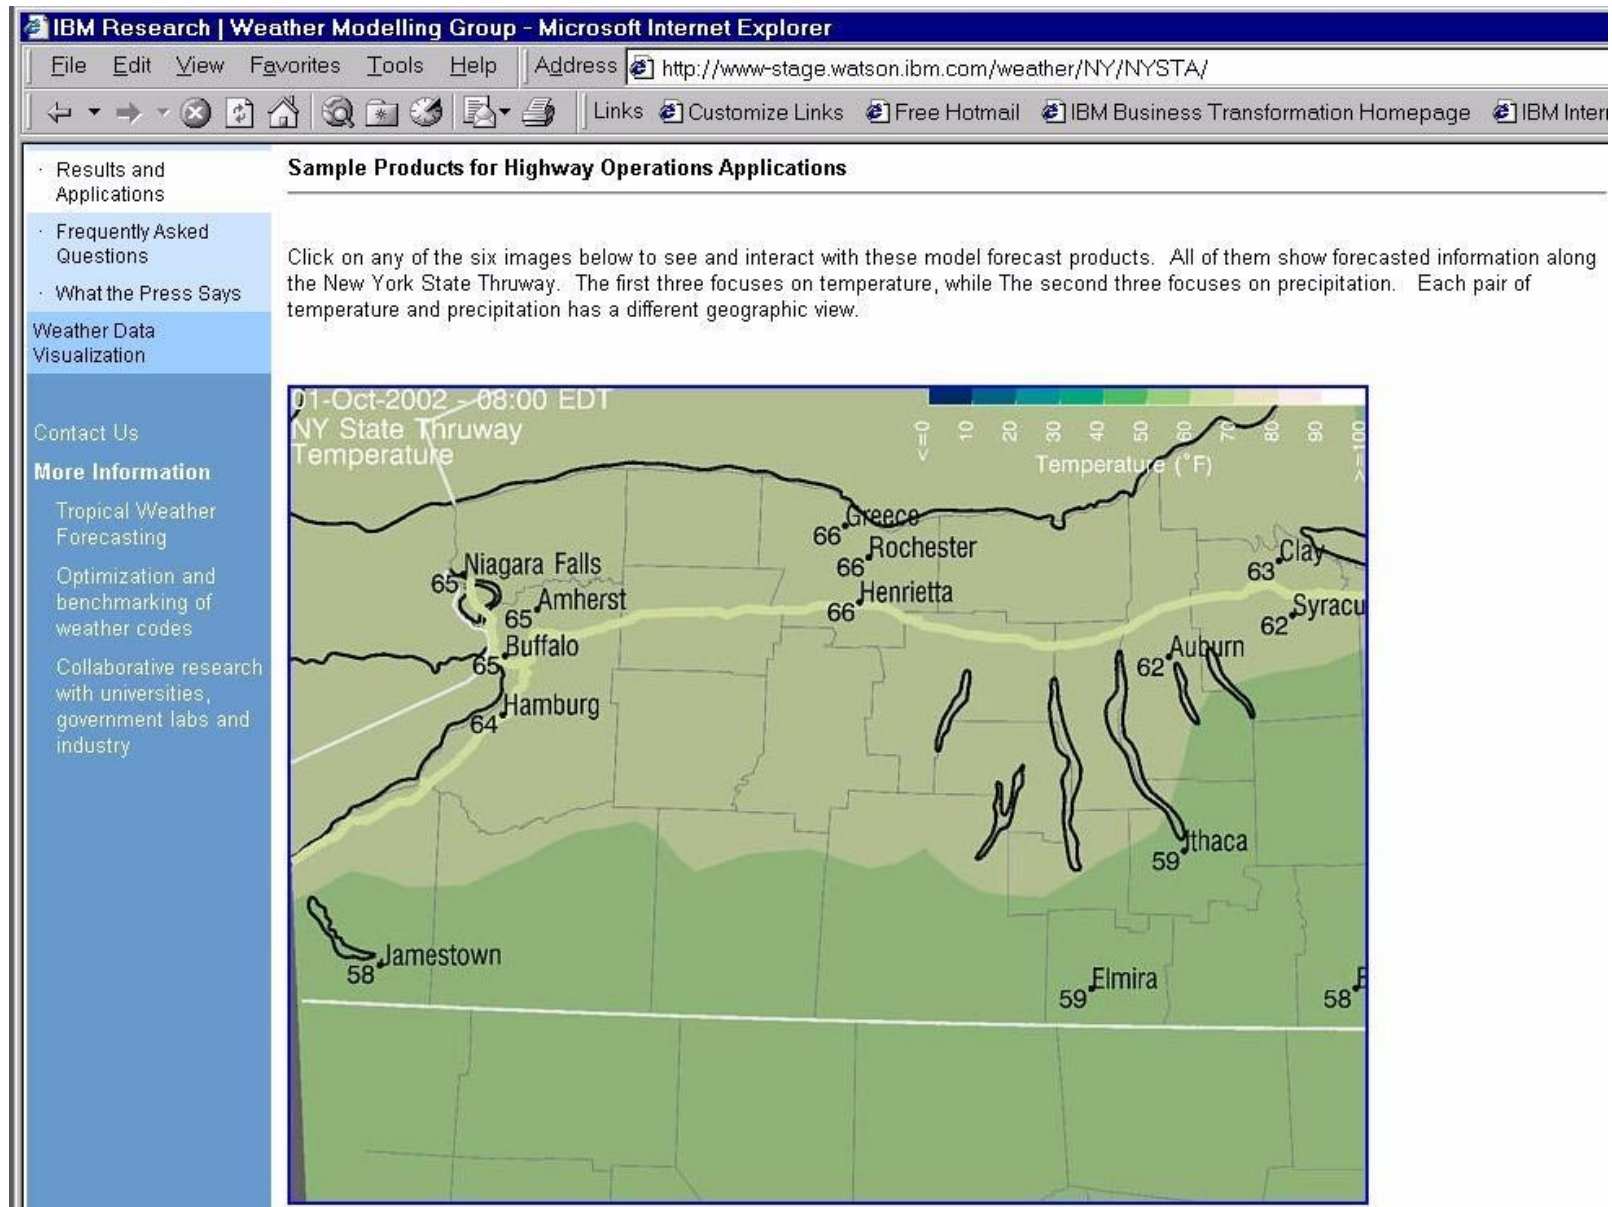 IBM Research | Weather Modelling Group - Microsoft Internet Explorer
File Edit View Favorites Tools Help Address http://www-stage.watson.ibm.com/weather/NY/NYSTA/
Links Customize Links Free Hotmail IBM Business Transformation Homepage IBM Inter
· Results and
Applications
· Frequently Asked
Questions
· What the Press Says
Weather Data
Visualization
Contact Us
More Information
Tropical Weather
Forecasting
Optimization and
benchmarking of
weather codes
Collaborative research
with universities,
government labs and
industry
Sample Products for Highway Operations Applications
Click on any of the six images below to see and interact with these model forecast products. All of them show forecasted information along
the New York State Thruway. The first three focuses on temperature, while The second three focuses on precipitation. Each pair of
temperature and precipitation has a different geographic view.
01-Oct-2002 - 08:00 EDT
NY State Thruway
Temperature
<=0 10 20 30 40 50 60 70 80 90 >=100
Temperature (°F)
Greece
66
Rochester
66
Henrietta
66
Niagara Falls
65
Amherst
65
Buffalo
65
Hamburg
64
Clay
63
Syracu
62
Auburn
62
Ithaca
59
Jamestown
58
Elmira
59
58